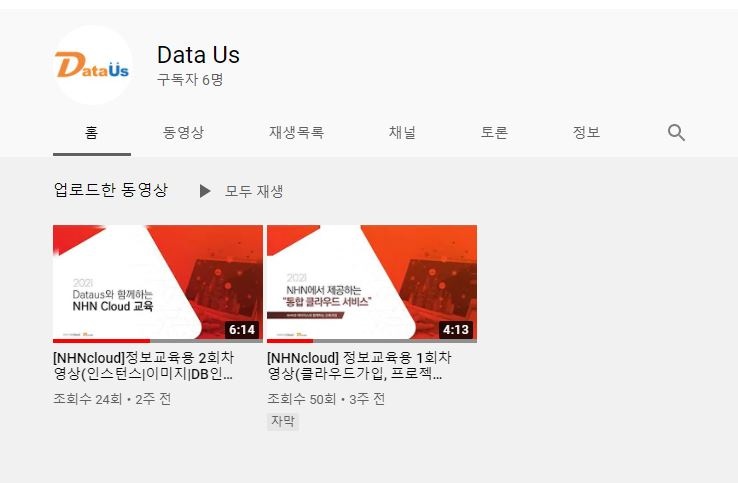 DataUs
Data Us
구독자 6명
홈
동영상
재생목록
채널
토론
정보
업로드한 동영상
모두 재생
2021
Dataus와 함께하는
NHN Cloud 교육
6:14
[NHNcloud]정보교육용 2회차
영상(인스턴스|이미지|DB인...
조회수 24회 • 2주 전
2021
NHN에서 제공하는
"통합 클라우드 서비스"
4:13
[NHNcloud] 정보교육용 1회차
영상(클라우드가입, 프로젝...
조회수 50회 • 3주 전
자막